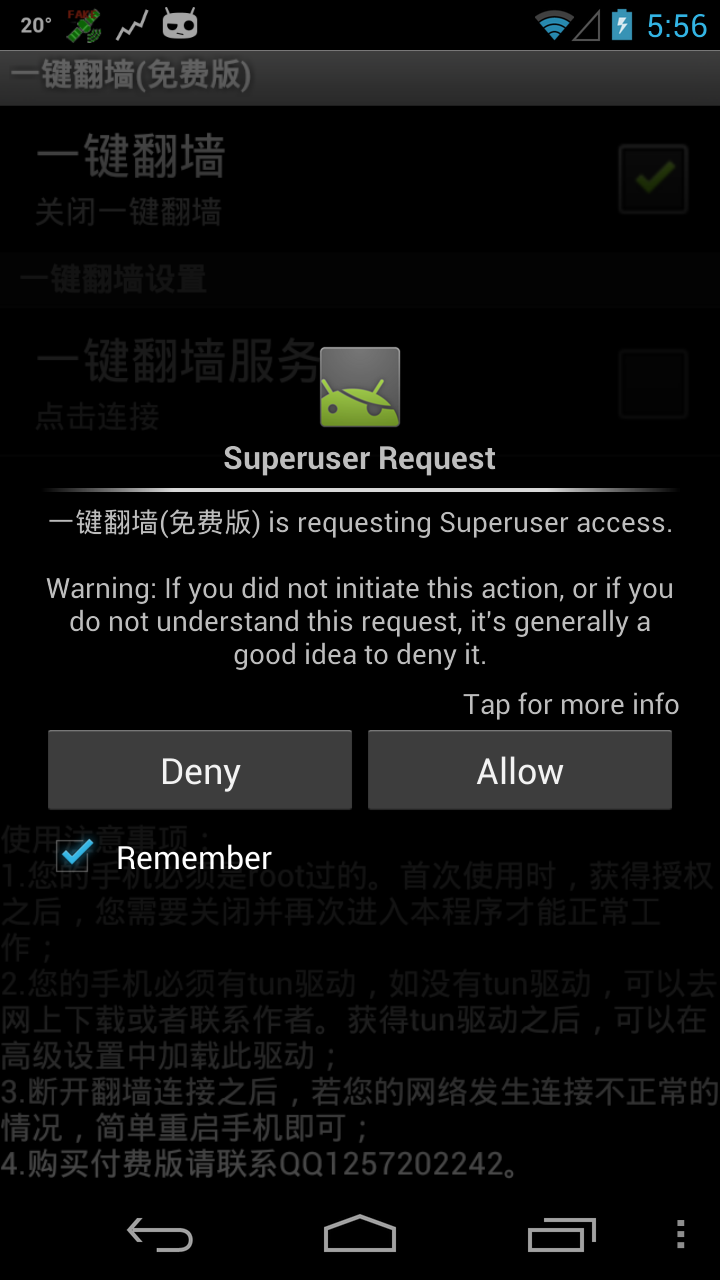 20°
FAKE
5:56
一键翻墙(免费版)
一键翻墙
关闭一键翻墙
一键翻墙设置
一键翻墙服务
点击连接
Superuser Request
一键翻墙(免费版) is requesting Superuser access.
Warning: If you did not initiate this action, or if you
do not understand this request, it's generally a
good idea to deny it.
Tap for more info
Deny
Allow
使用注意事项：
Remember
1.您的手机必须是root过的。首次使用时，获得授权
之后，您需要关闭并再次进入本程序才能正常工
作；
2.您的手机必须有tun驱动，如没有tun驱动，可以去
网上下载或者联系作者。获得tun驱动之后，可以在
高级设置中加载此驱动；
3.断开翻墙连接之后，若您的网络发生连接不正常的
情况，简单重启手机即可；
4.购买付费版请联系QQ1257202242。